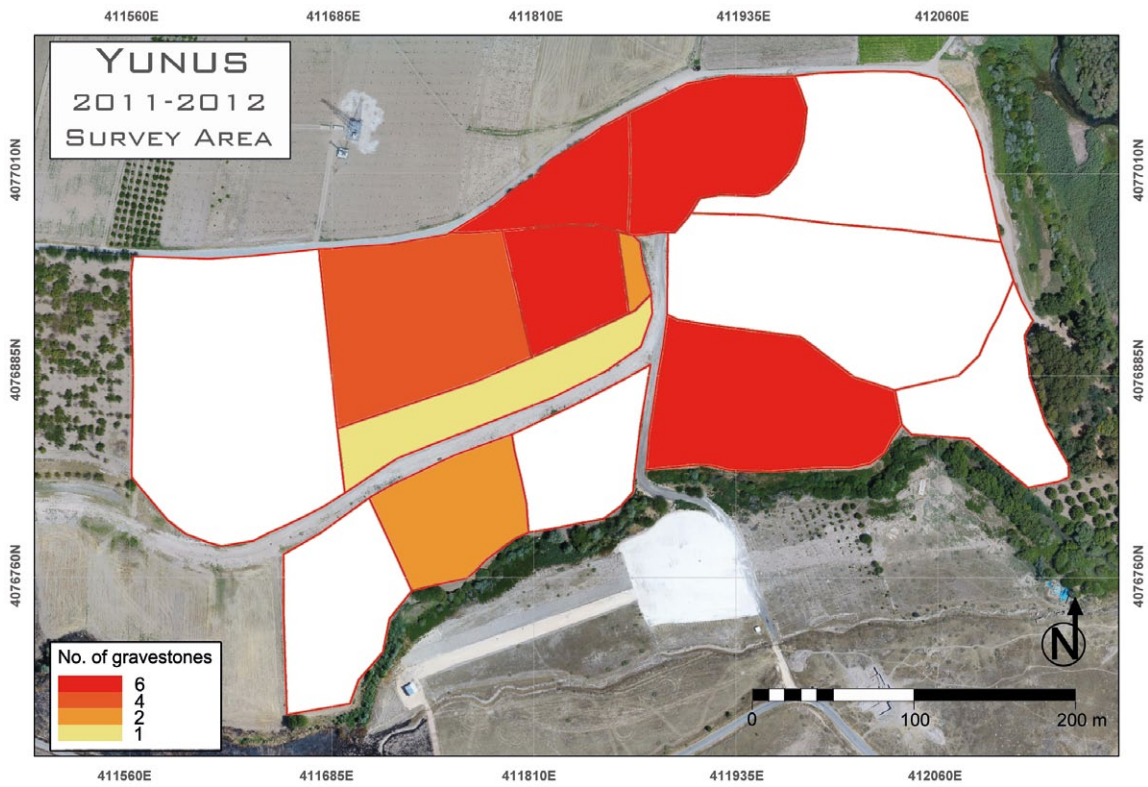 411560E 411685E 411810E 411935E 412060E
YUNUS
2011-2012
SURVEY AREA
4077010N 4077010N
4076885N 4076885N
4076760N 4076760N
No. of gravestones
6
4
2
1
N
0 100 200 m
411560E 411685E 411810E 411935E 412060E